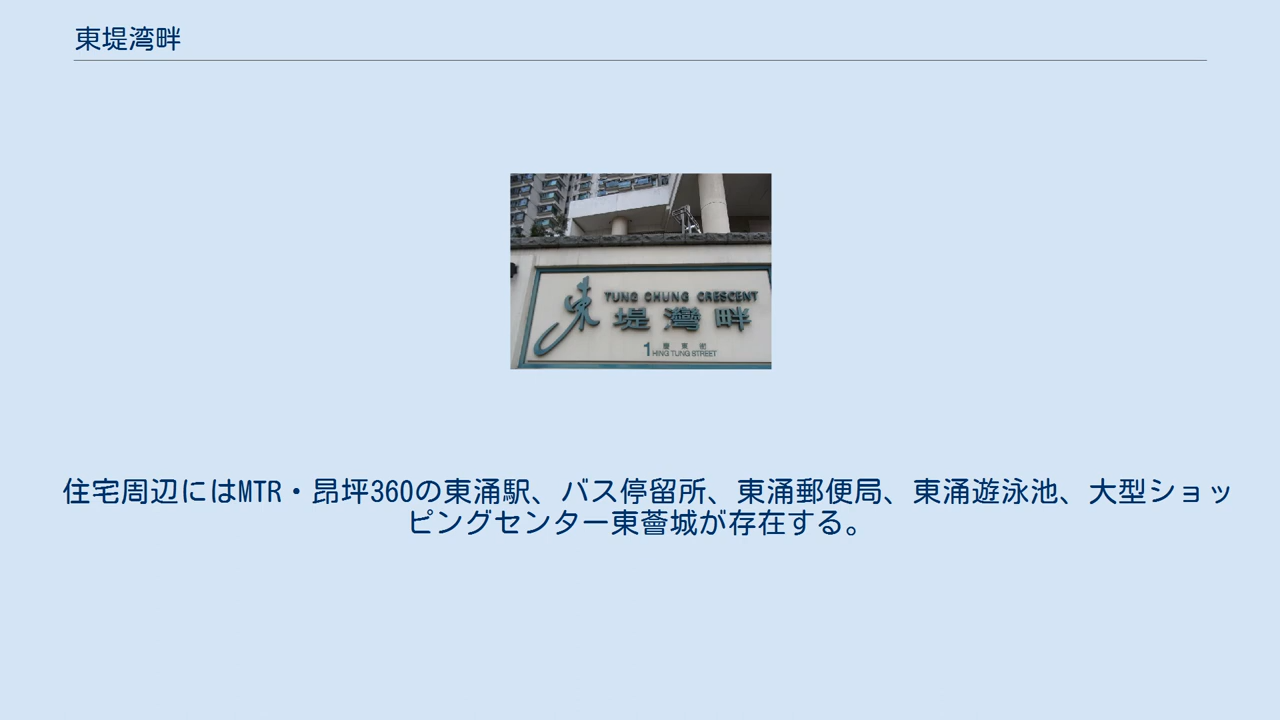 東堤湾畔
東 TUNG CHUNG CRESCENT
堤灣畔
1 慶東街
HING TUNG STREET
住宅周辺にはMTR・昂坪360の東涌駅、バス停留所、東涌郵便局、東涌遊泳池、大型ショッ
ピングセンター東薈城が存在する。